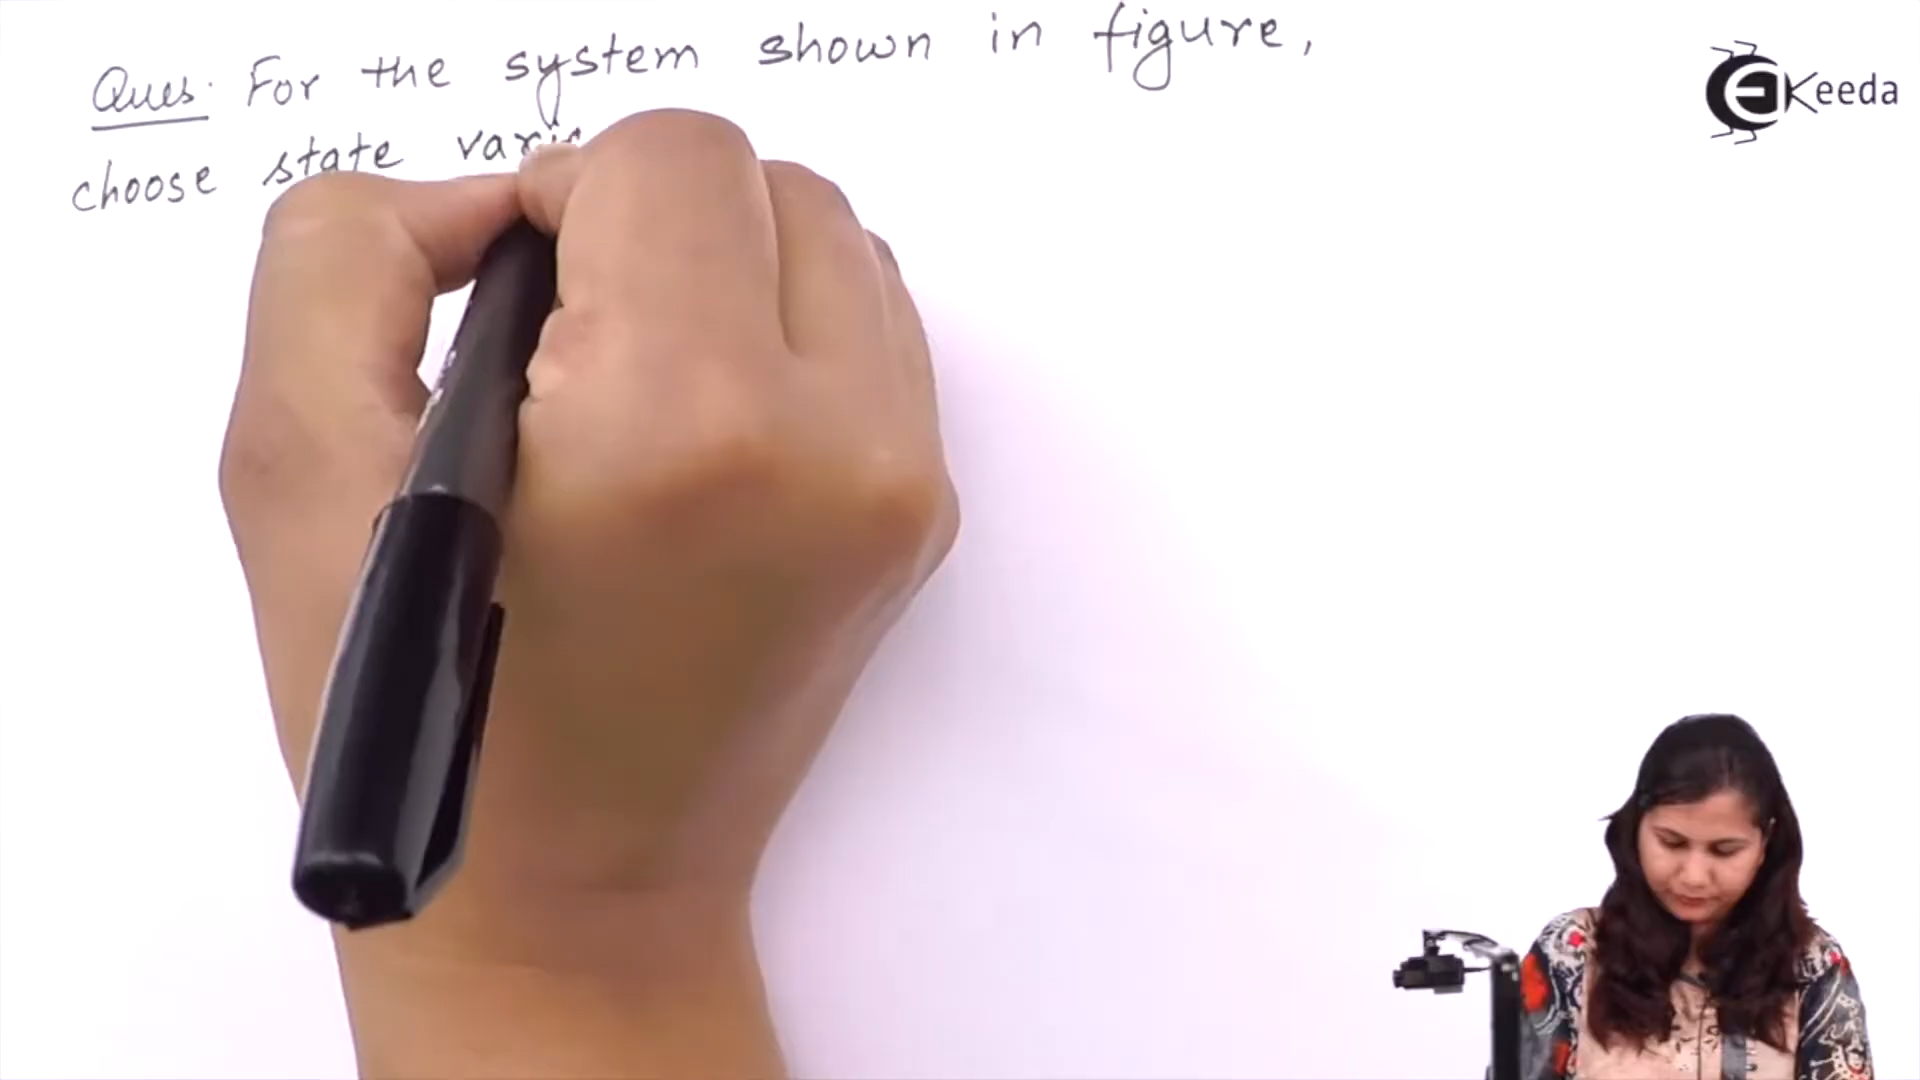 Ques. For the system shown in figure,
choose state
Keeda